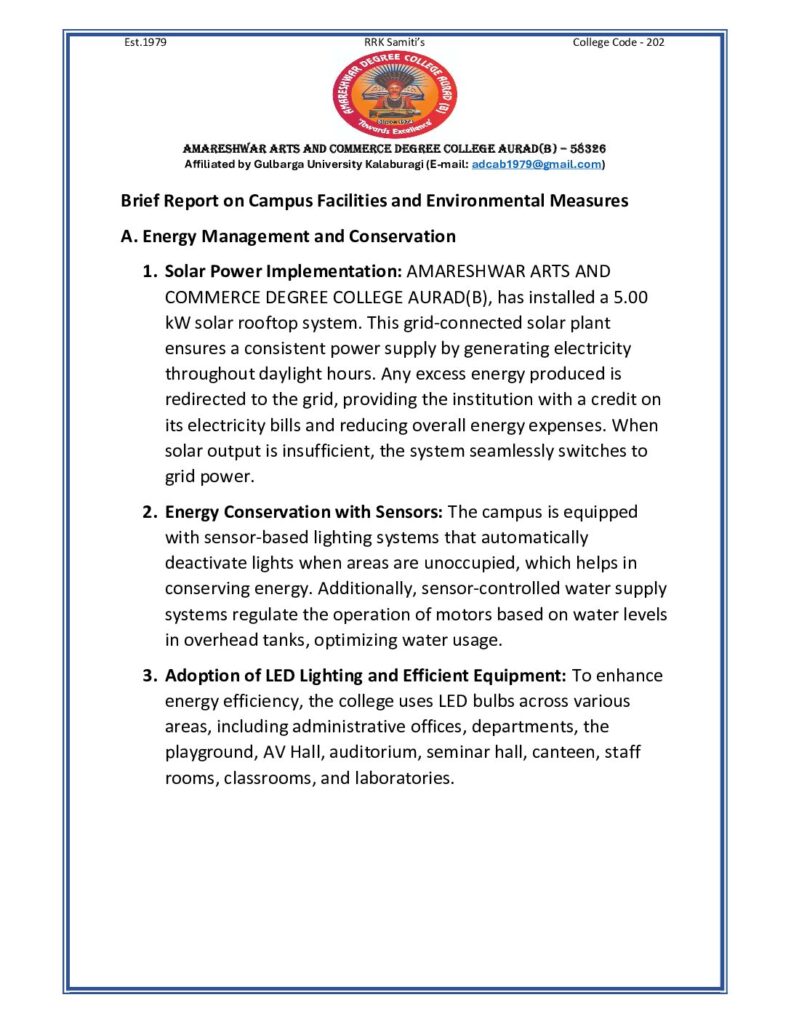 Est.1979 RRK Samiti's College Code - 202
AMARESHWAR DEGREE COLLEGE AURAD (B)
"Towards Excellence"
AMARESHWAR ARTS AND COMMERCE DEGREE COLLEGE AURAD(B) – 58326
Affiliated by Gulbarga University Kalaburagi (E-mail: adcab1979@gmail.com)
Brief Report on Campus Facilities and Environmental Measures
A. Energy Management and Conservation
1. Solar Power Implementation: AMARESHWAR ARTS AND
COMMERCE DEGREE COLLEGE AURAD(B), has installed a 5.00
kW solar rooftop system. This grid-connected solar plant
ensures a consistent power supply by generating electricity
throughout daylight hours. Any excess energy produced is
redirected to the grid, providing the institution with a credit on
its electricity bills and reducing overall energy expenses. When
solar output is insufficient, the system seamlessly switches to
grid power.
2. Energy Conservation with Sensors: The campus is equipped
with sensor-based lighting systems that automatically
deactivate lights when areas are unoccupied, which helps in
conserving energy. Additionally, sensor-controlled water supply
systems regulate the operation of motors based on water levels
in overhead tanks, optimizing water usage.
3. Adoption of LED Lighting and Efficient Equipment: To enhance
energy efficiency, the college uses LED bulbs across various
areas, including administrative offices, departments, the
playground, AV Hall, auditorium, seminar hall, canteen, staff
rooms, classrooms, and laboratories.